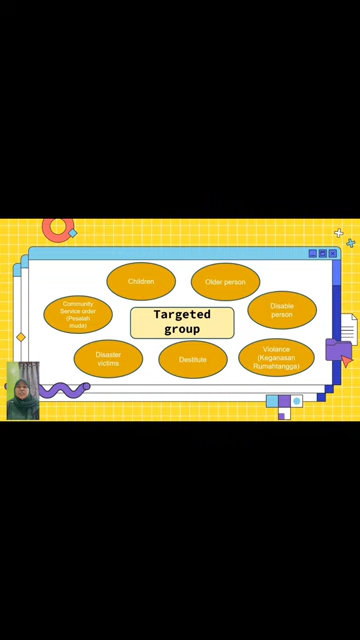 Children
Older person
Community
Service order
(Pesalah
muda)
Targeted
group
Disable
person
Disaster
victims
Destitute
Violance
(Keganasan
Rumahtangga)